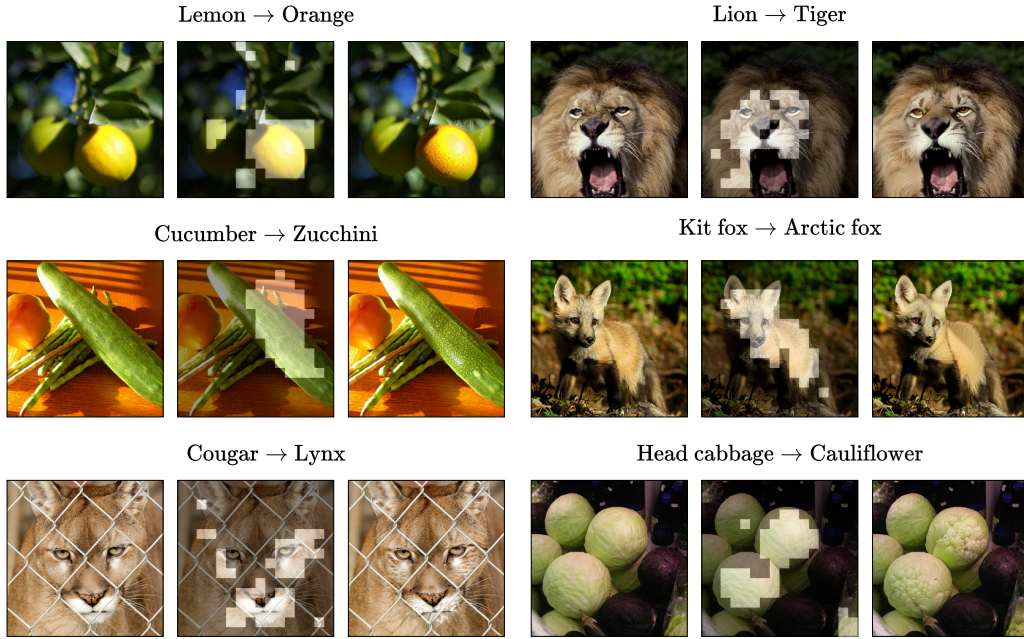 Lemon → Orange
Lion → Tiger
Cucumber → Zucchini
Kit fox → Arctic fox
Cougar → Lynx
Head cabbage → Cauliflower